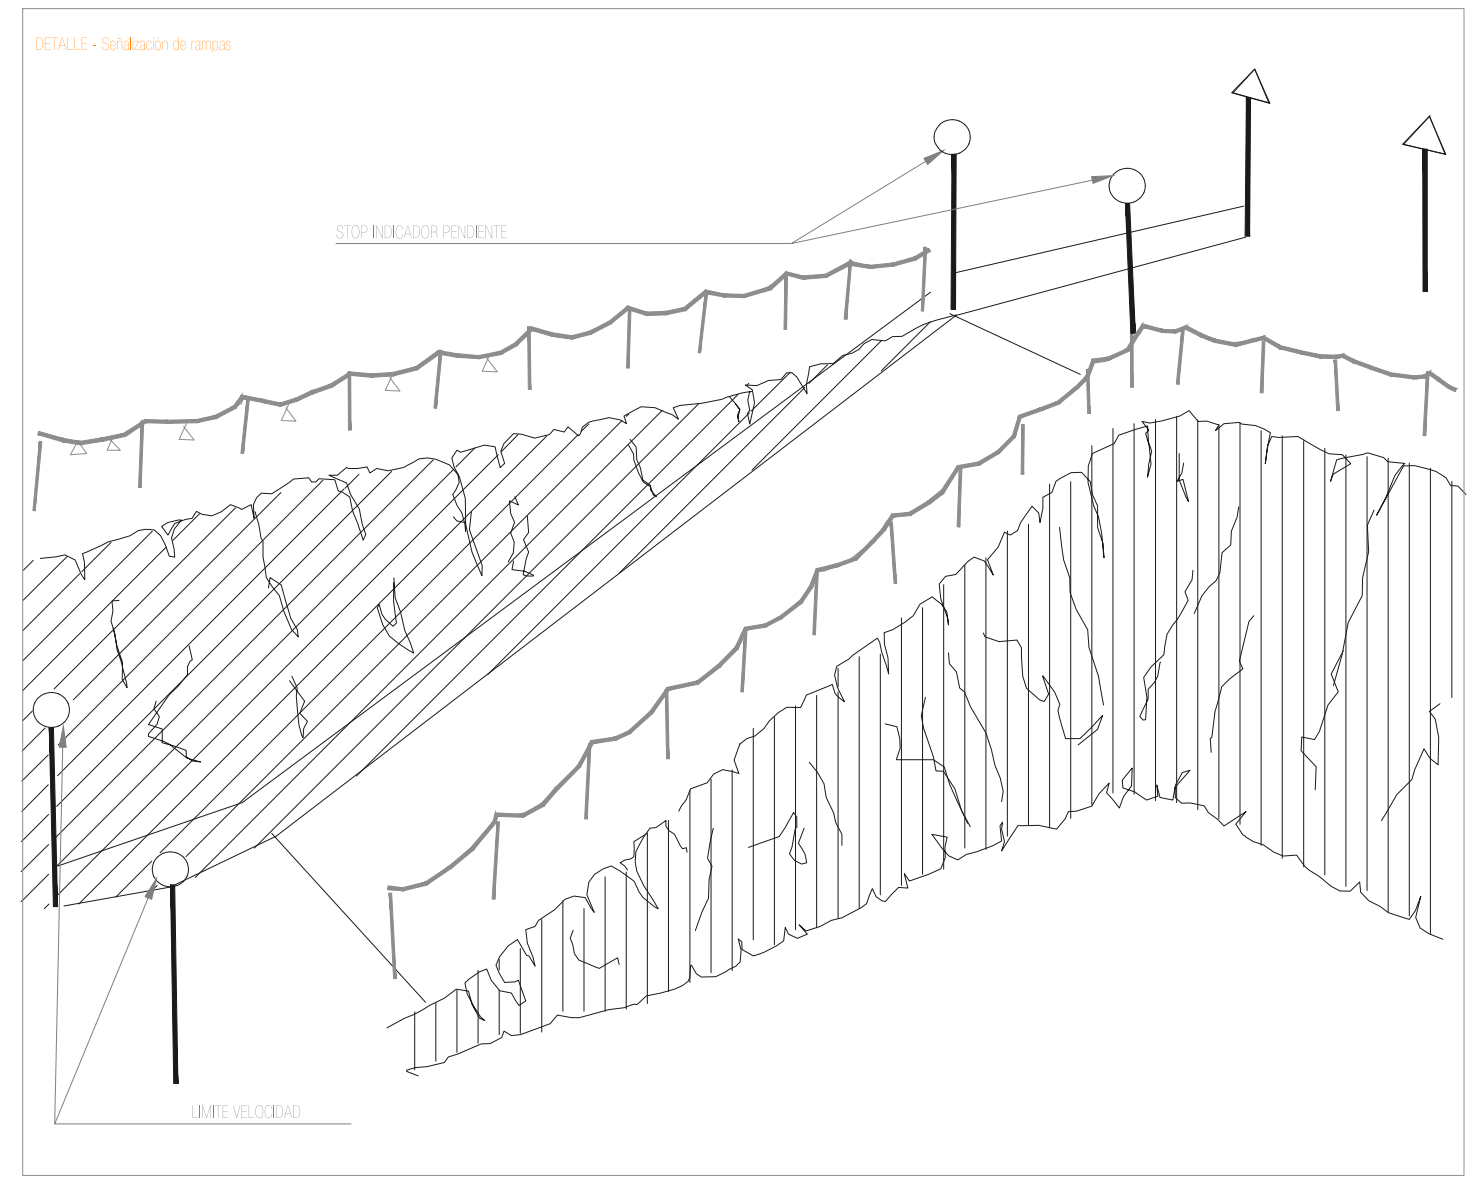 DETALLE - Señalización de rampas
STOP INDICADOR PENDIENTE
LIMITE VELOCIDAD